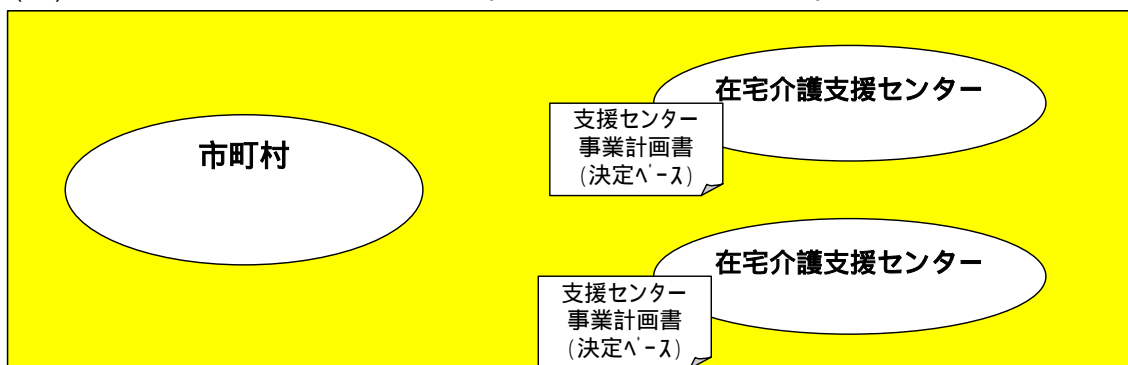 市町村
在宅介護支援センター
支援センター
事業計画書
(決定ﾍﾞｰｽ)
在宅介護支援センター
支援センター
事業計画書
(決定ﾍﾞｰｽ)